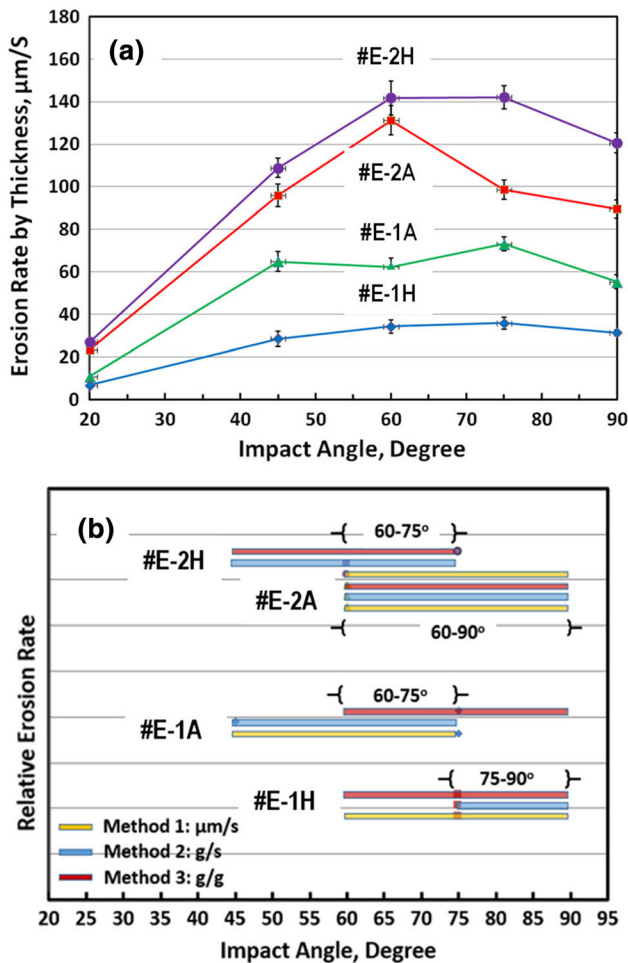 (a)
Erosion Rate by Thickness, μm/S
180
160
140
120
100
80
60
40
20
0
#E-2H
#E-2A
#E-1A
#E-1H
20
30
40
50
60
70
80
90
Impact Angle, Degree
(b)
Relative Erosion Rate
60-75°
#E-2H
#E-2A
60-90°
60-75°
#E-1A
75-90°
#E-1H
Method 1: μm/s
Method 2: g/s
Method 3: g/g
20 25 30 35 40 45 50 55 60 65 70 75 80 85 90 95
Impact Angle, Degree